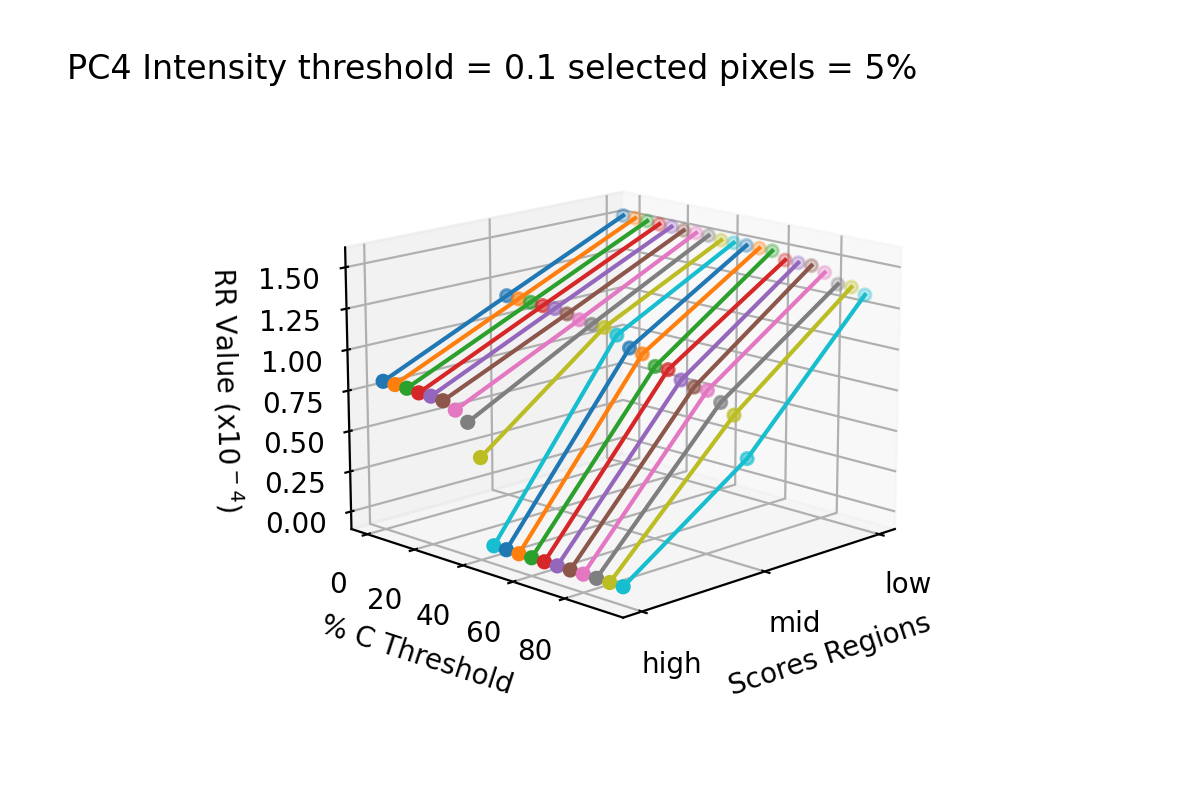 PC4 Intensity threshold = 0.1 selected pixels = 5%
RR Value (x10⁻⁴)
1.50
1.25
1.00
0.75
0.50
0.25
0.00
0
20
40
60
80
% C Threshold
high
mid
low
Scores Regions